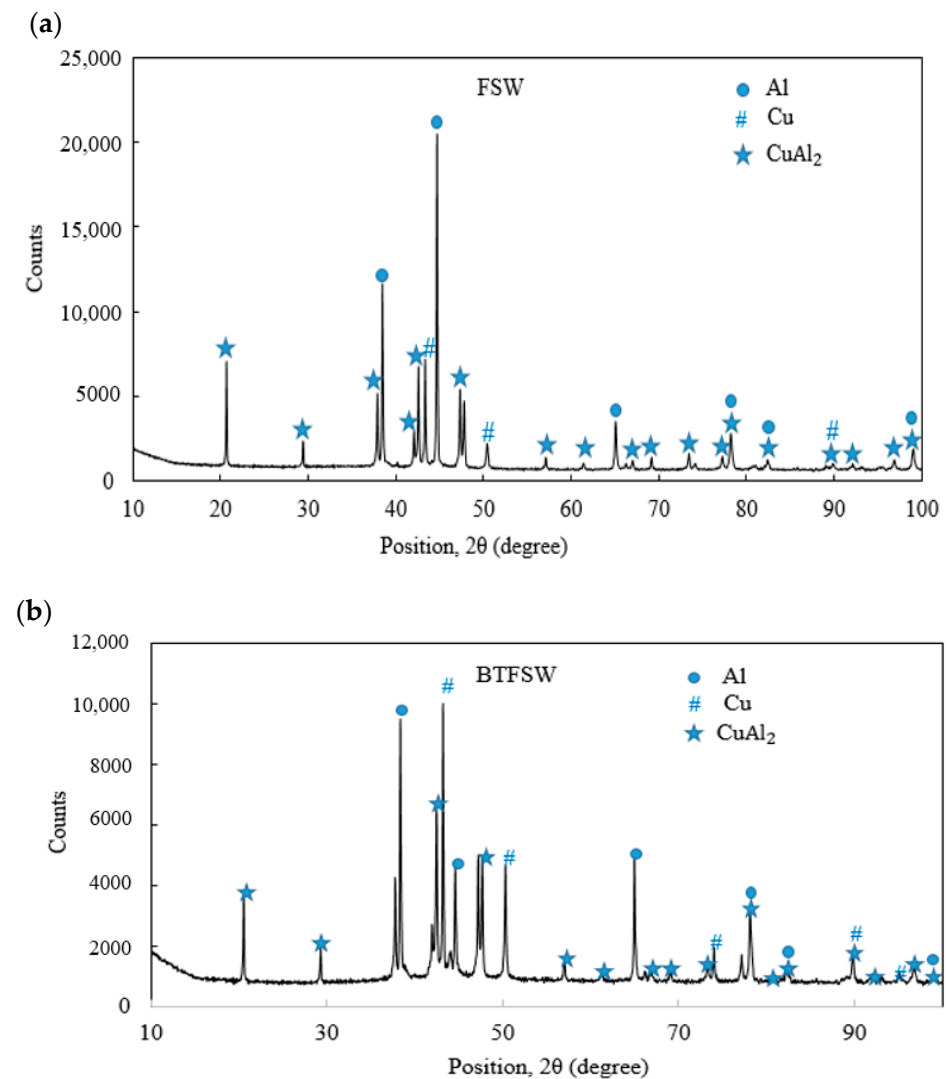 (a)
25,000
20,000
15,000
10,000
5000
0
Counts
FSW
Al
# Cu
CuAl₂
#
#
#
10 20 30 40 50 60 70 80 90 100
Position, 2θ (degree)
(b)
12,000
10,000
8000
6000
4000
2000
0
Counts
BTFSW
Al
# Cu
CuAl₂
#
#
#
#
#
10 30 50 70 90
Position, 2θ (degree)